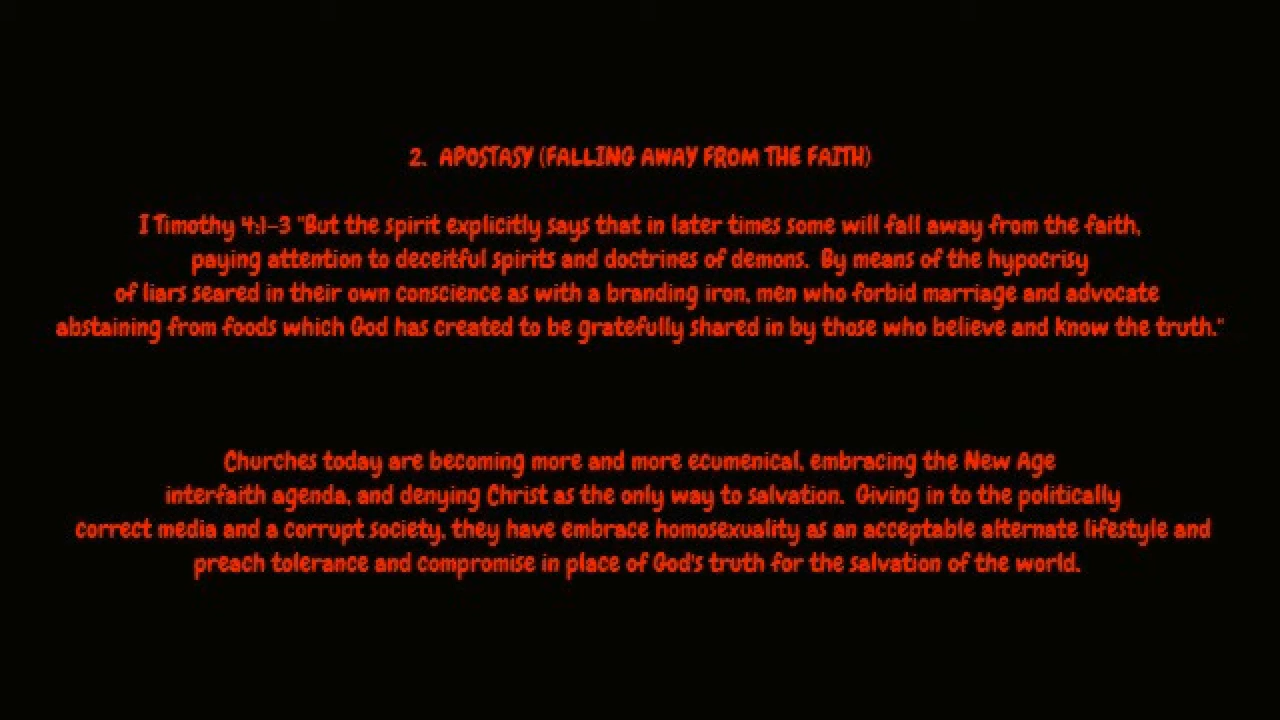 2. APOSTASY (FALLING AWAY FROM THE FAITH)
I Timothy 4:1-3 "But the spirit explicitly says that in later times some will fall away from the faith,
paying attention to deceitful spirits and doctrines of demons. By means of the hypocrisy
of liars seared in their own conscience as with a branding iron, men who forbid marriage and advocate
abstaining from foods which God has created to be gratefully shared in by those who believe and know the truth."
Churches today are becoming more and more ecumenical, embracing the New Age
interfaith agenda, and denying Christ as the only way to salvation. Giving in to the politically
correct media and a corrupt society, they have embrace homosexuality as an acceptable alternate lifestyle and
preach tolerance and compromise in place of God's truth for the salvation of the world.